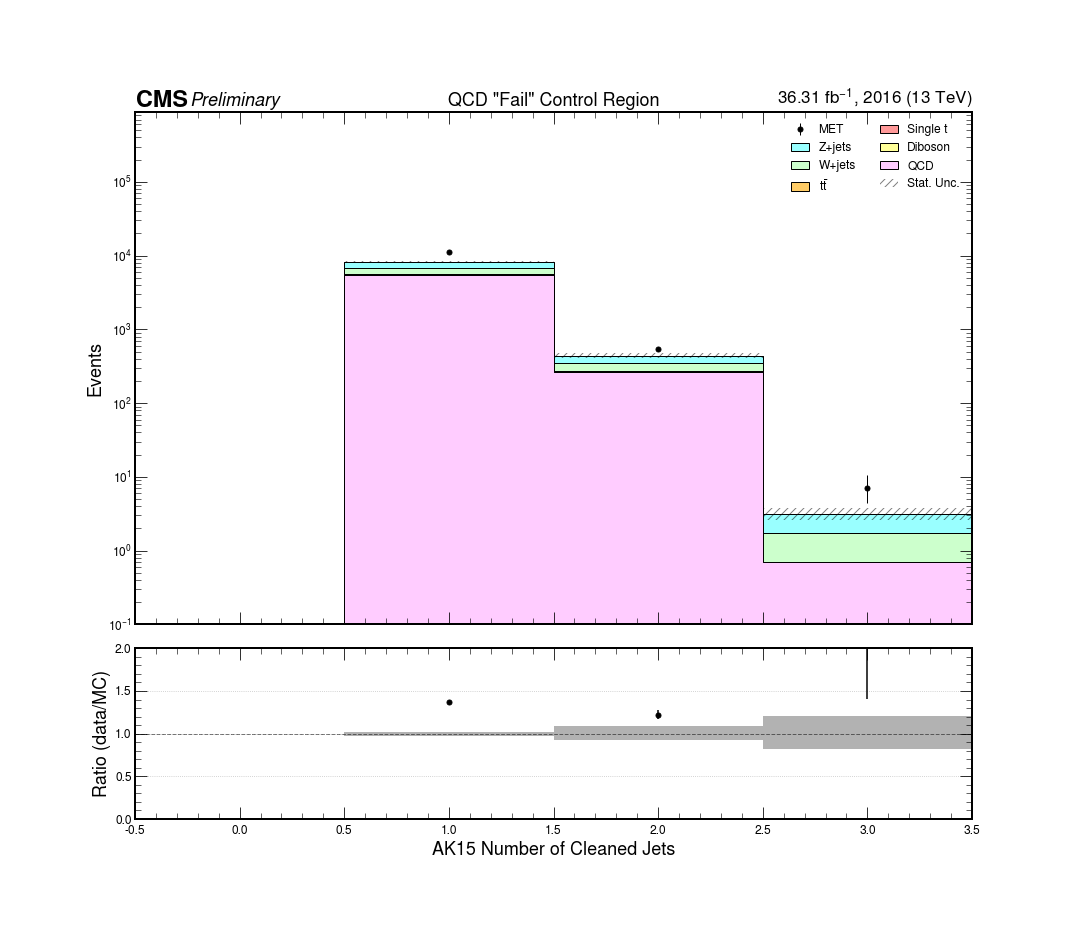 CMS Preliminary QCD "Fail" Control Region 36.31 fb⁻¹, 2016 (13 TeV)
MET Single t
Z+jets Diboson
W+jets QCD
tt̄ Stat. Unc.
10⁵
10⁴
10³
10²
10¹
10⁰
10⁻¹
Events
2.0
1.5
1.0
0.5
0.0
Ratio (data/MC)
-0.5 0.0 0.5 1.0 1.5 2.0 2.5 3.0 3.5
AK15 Number of Cleaned Jets